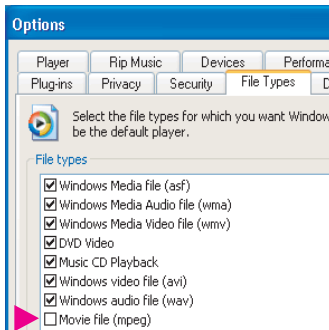 Options
Player Rip Music Devices Performa
Plug-ins Privacy Security File Types D
Select the file types for which you want Window
be the default player.
File types
Windows Media file (asf)
Windows Media Audio file (wma)
Windows Media Video file (wmv)
DVD Video
Music CD Playback
Windows video file (avi)
Windows audio file (wav)
Movie file (mpeg)